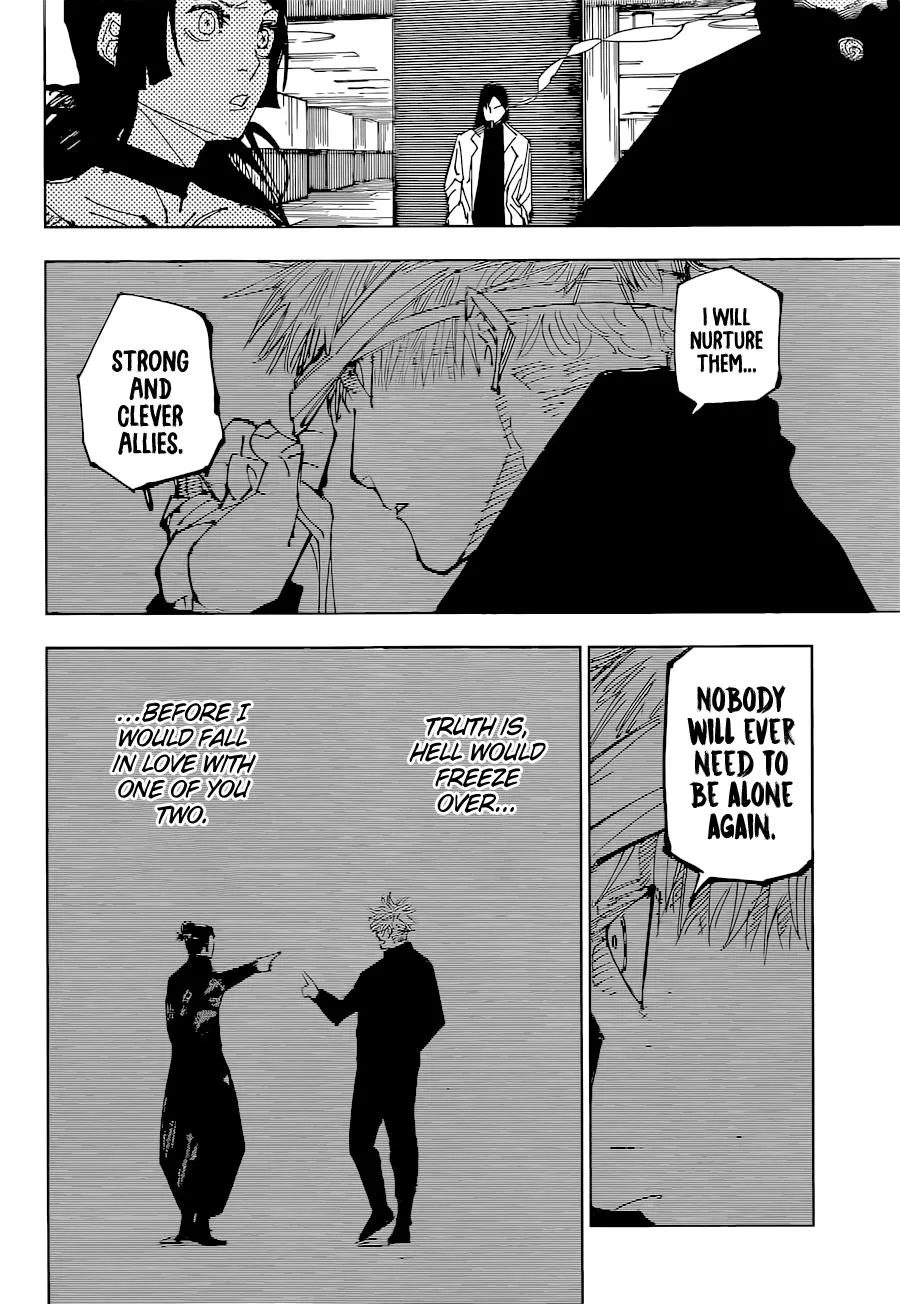 I WILL
NURTURE
THEM...
STRONG
AND
CLEVER
ALLIES.
NOBODY
WILL EVER
NEED TO
BE ALONE
AGAIN.
TRUTH IS,
HELL WOULD
FREEZE
OVER...
...BEFORE I
WOULD FALL
IN LOVE WITH
ONE OF YOU
TWO.